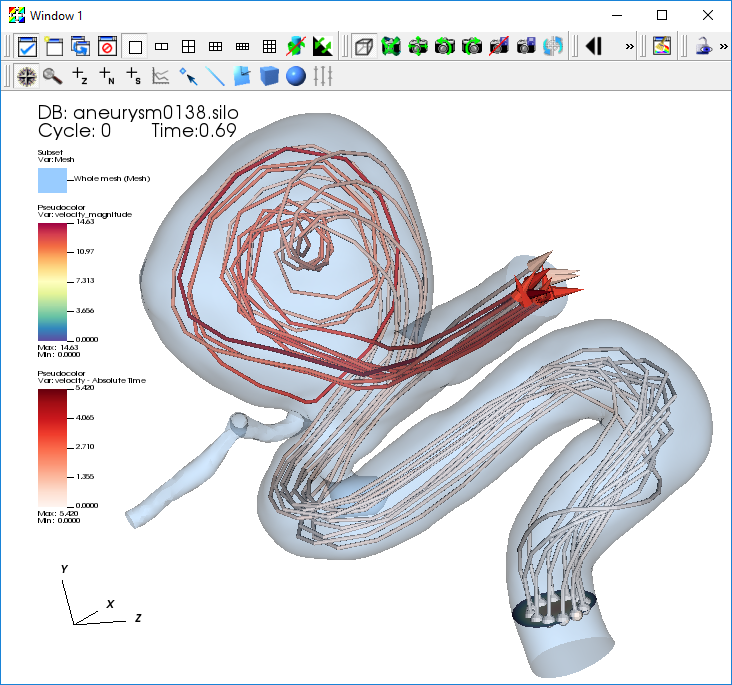 Window 1
Z
N
S
DB: aneurysm0138.silo
Cycle: 0 Time:0.69
Subset
Var: Mesh
Whole mesh (Mesh)
Pseudocolor
Var: velocity_magnitude
14.63
10.97
7.313
3.656
0.0000
Max: 14.63
Min: 0.0000
Pseudocolor
Var: velocity - Absolute Time
5.420
4.065
2.710
1.355
0.0000
Max: 5.420
Min: 0.0000
Y
X
Z